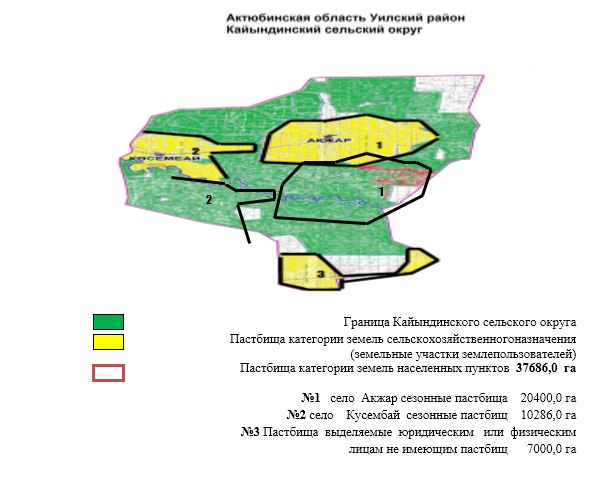 Актюбинская область Уилский район
Кайындинский сельский округ
АКЖАР
1
2
КОСЕМБАЙ
1
2
3
Граница Кайындинского сельского округа
Пастбища категории земель сельскохозяйственногоназначения
(земельные участки землепользователей)
Пастбища категории земель населенных пунктов 37686,0 га
№1 село Акжар сезонные пастбища 20400,0 га
№2 село Кусембай сезонные пастбищ 10286,0 га
№3 Пастбища выделяемые юридическим или физическим
лицам не имеющим пастбищ 7000,0 га